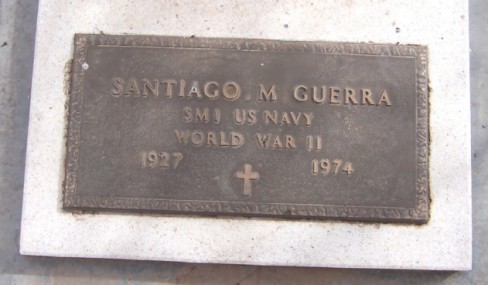 SANTIAGO M GUERRA
SM1 US NAVY
WORLD WAR II
1927 1974